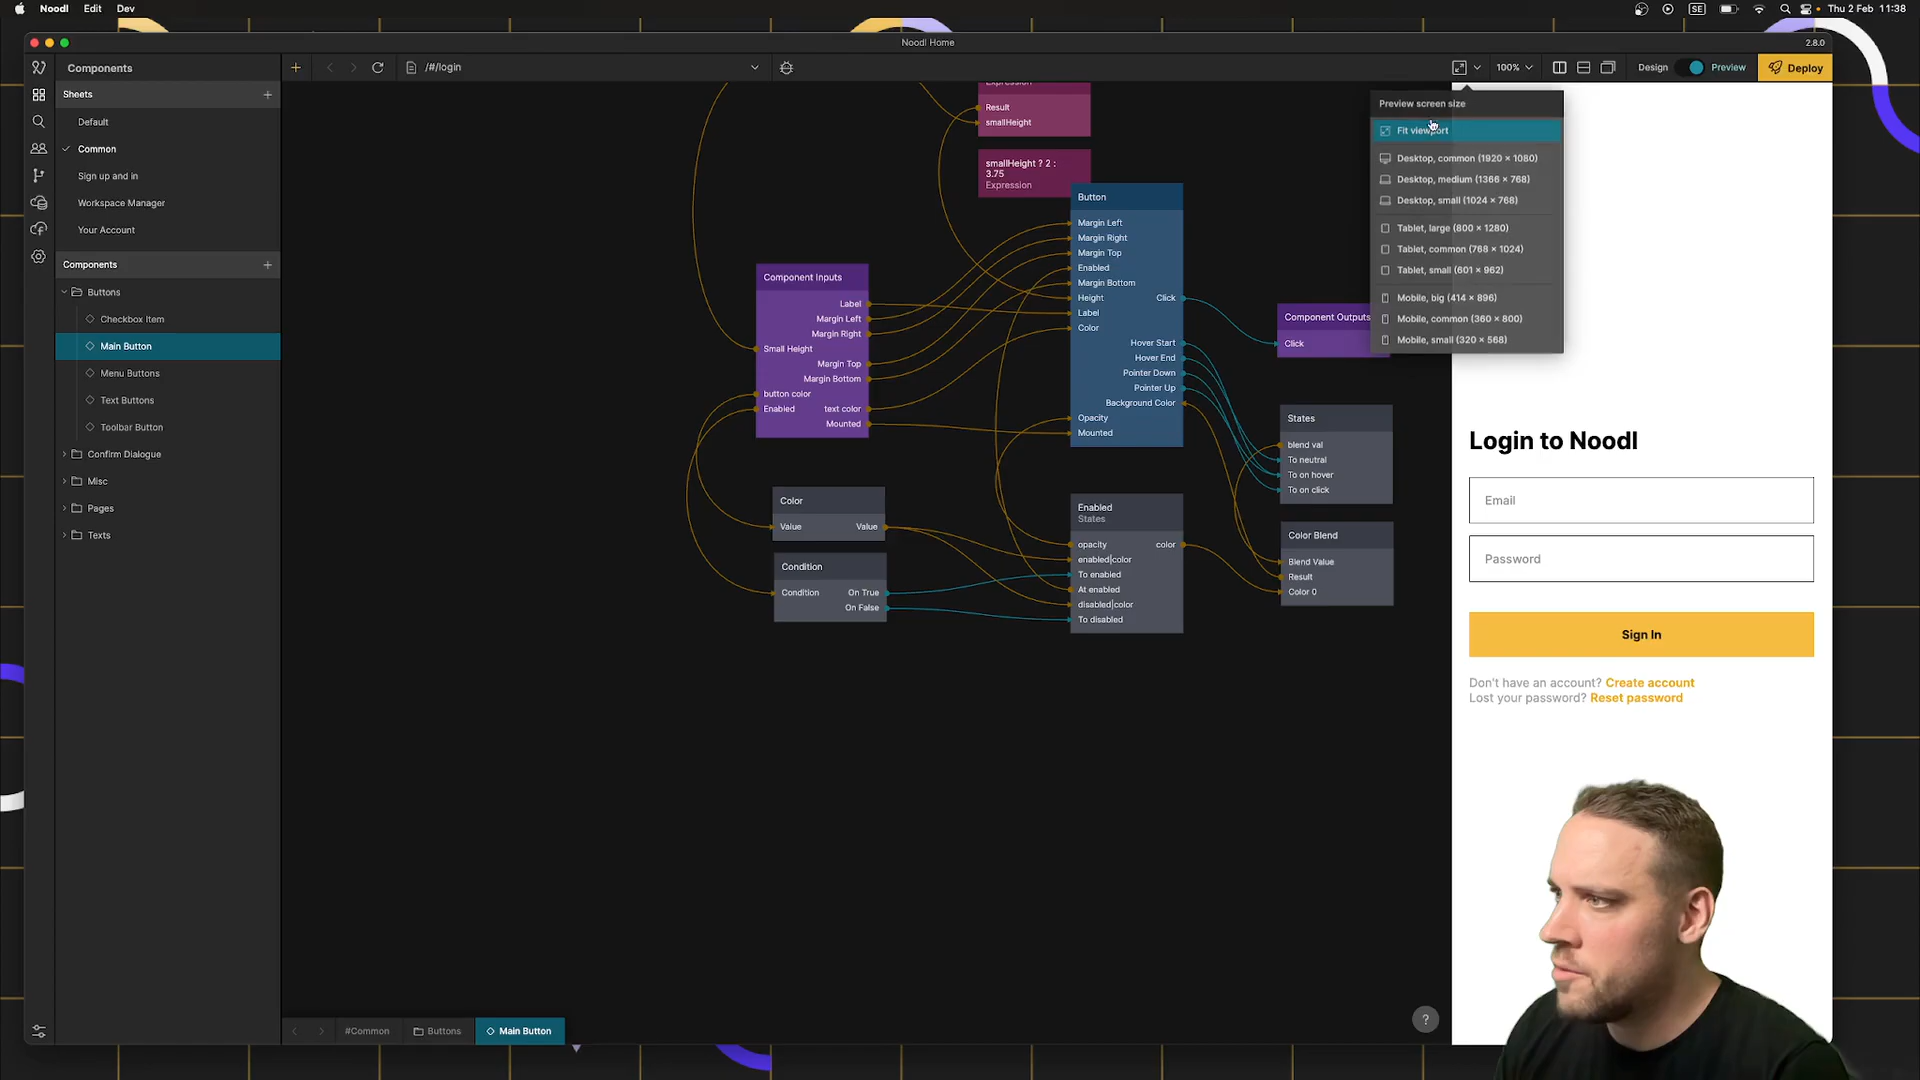 Noodl Edit Dev
SE Thu 2 Feb 11:38
Noodl Home
2.8.0
Components
/#/login
100%
Design Preview Deploy
Sheets
Default
Common
Sign up and in
Workspace Manager
Your Account
Components
Buttons
Checkbox Item
Main Button
Menu Buttons
Text Buttons
Toolbar Button
Confirm Dialogue
Misc
Pages
Texts
Expression
Result
smallHeight
smallHeight ? 2 :
3.75
Expression
Component Inputs
Label
Margin Left
Margin Right
Small Height
Margin Top
Margin Bottom
button color
Enabled text color
Mounted
Button
Margin Left
Margin Right
Margin Top
Enabled
Margin Bottom
Height Click
Label
Color
Hover Start
Hover End
Pointer Down
Pointer Up
Background Color
Opacity
Mounted
Component Outputs
Click
States
blend val
To neutral
To on hover
To on click
Color
Value Value
Condition
Condition On True
On False
Enabled
States
opacity color
enabled|color
To enabled
At enabled
disabled|color
To disabled
Color Blend
Blend Value
Result
Color 0
Preview screen size
Fit viewport
Desktop, common (1920 × 1080)
Desktop, medium (1366 × 768)
Desktop, small (1024 × 768)
Tablet, large (800 × 1280)
Tablet, common (768 × 1024)
Tablet, small (601 × 962)
Mobile, big (414 × 896)
Mobile, common (360 × 800)
Mobile, small (320 × 568)
Login to Noodl
Email
Password
Sign In
Don't have an account? Create account
Lost your password? Reset password
?
#Common Buttons Main Button